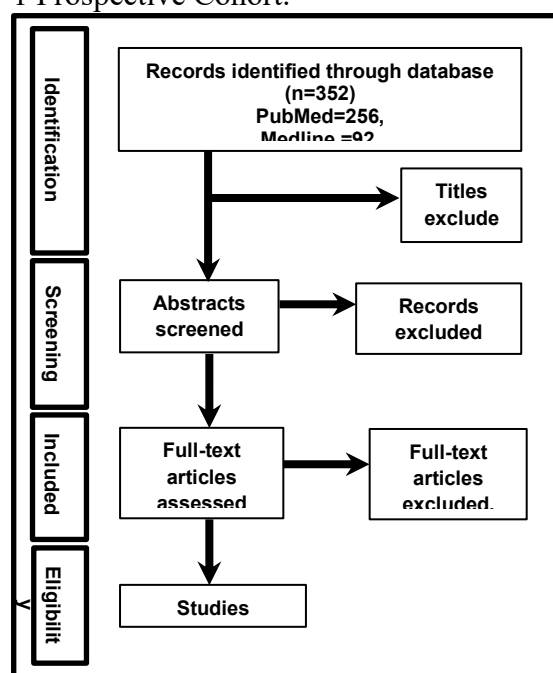 1 Prospective Cohort.
Identification
Records identified through database
(n=352)
PubMed=256,
Medline =92
Titles
exclude
Screening
Abstracts
screened
Records
excluded
Included
Full-text
articles
assessed
Full-text
articles
excluded.
Eligibilit
y
Studies